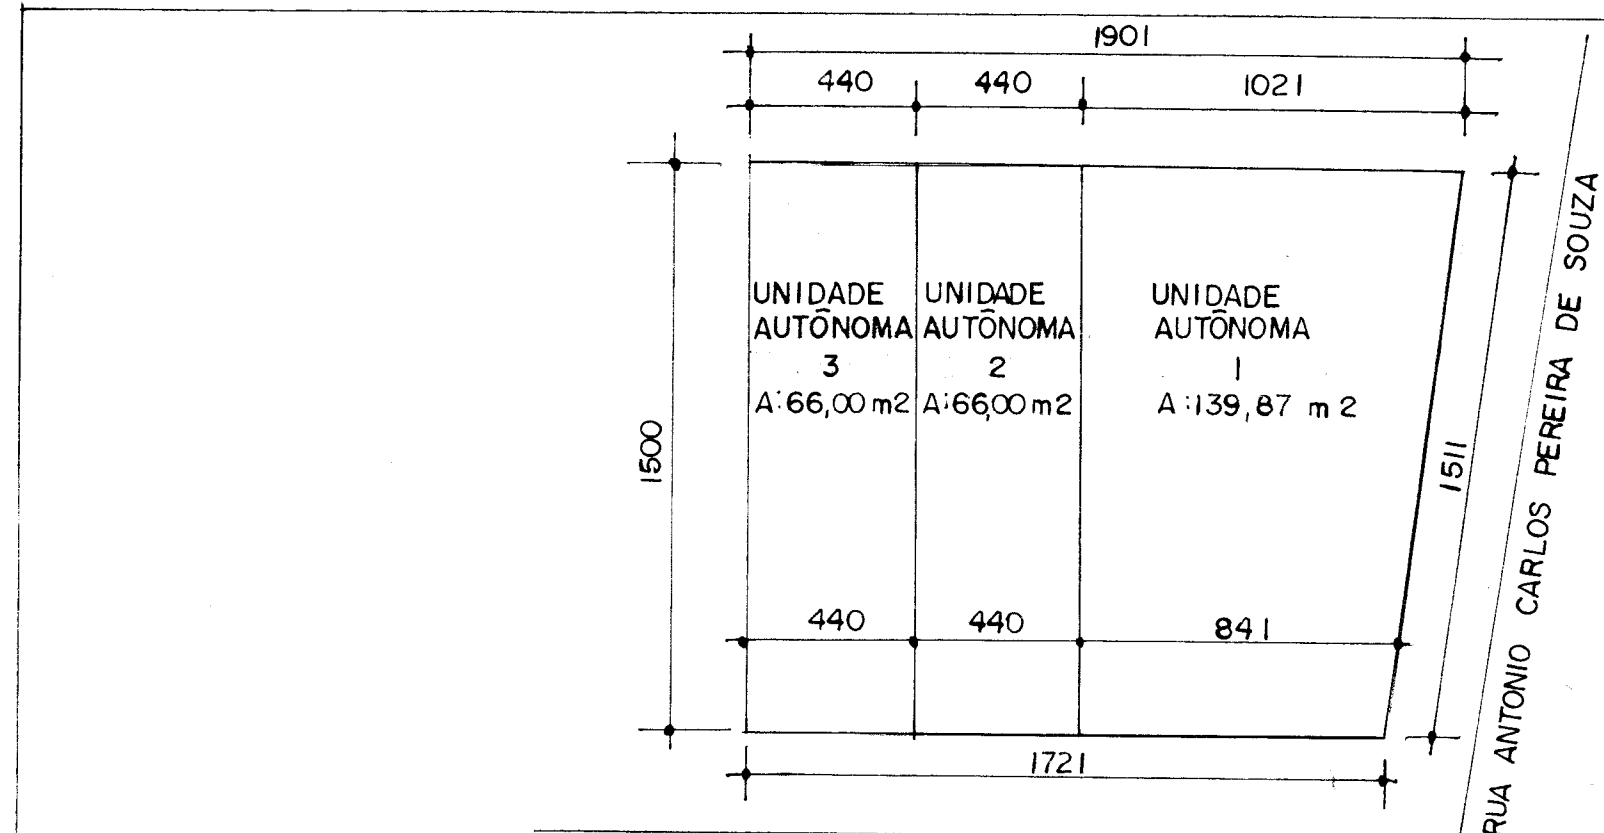 1901
440 440 1021
UNIDADE
AUTÔNOMA
3
A:66,00 m2
UNIDADE
AUTÔNOMA
2
A:66,00 m2
UNIDADE
AUTÔNOMA
1
A:139,87 m2
1500
1511
RUA ANTONIO CARLOS PEREIRA DE SOUZA
440 440 841
1721